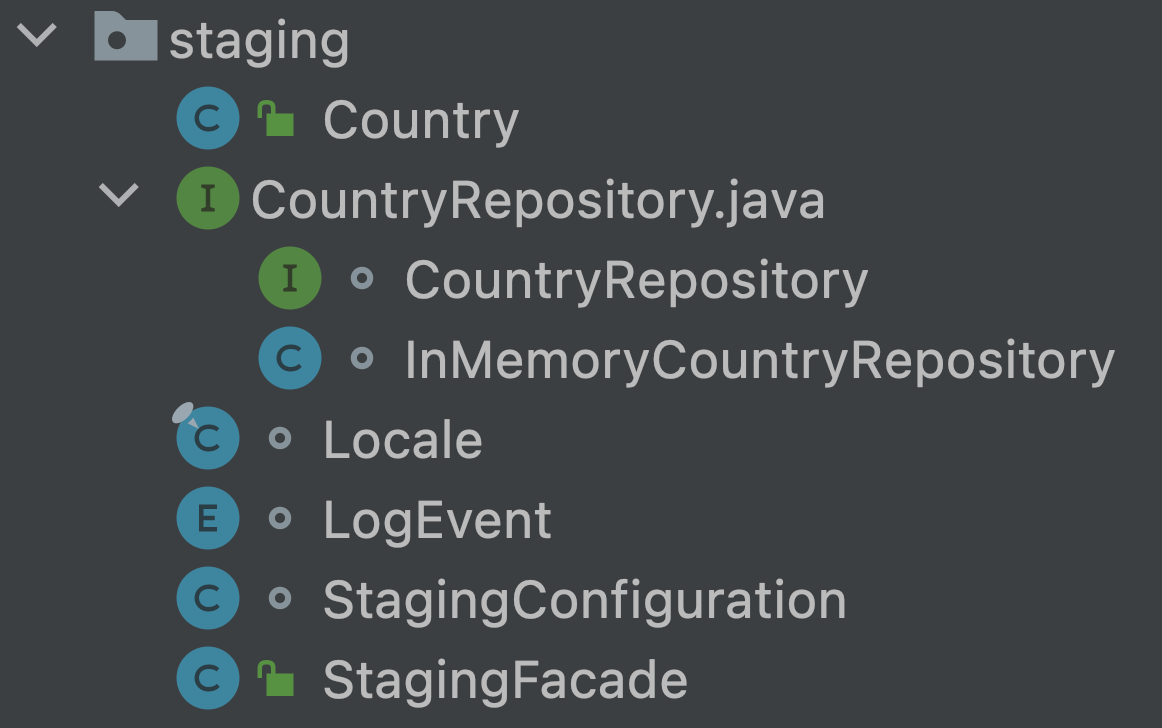 staging
C Country
I CountryRepository.java
I CountryRepository
C InMemoryCountryRepository
C Locale
E LogEvent
C StagingConfiguration
C StagingFacade